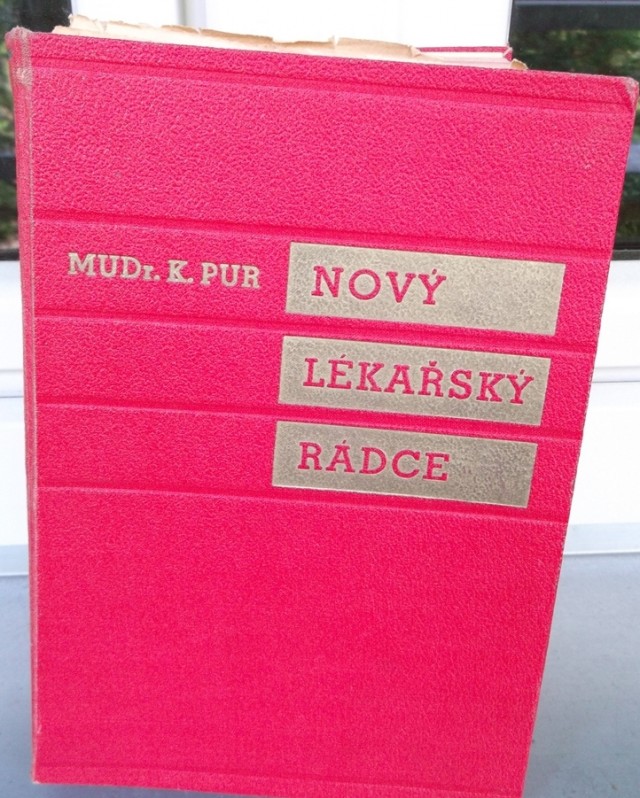 MUDr. K. PUR
NOVÝ
LÉKAŘSKÝ
RÁDCE